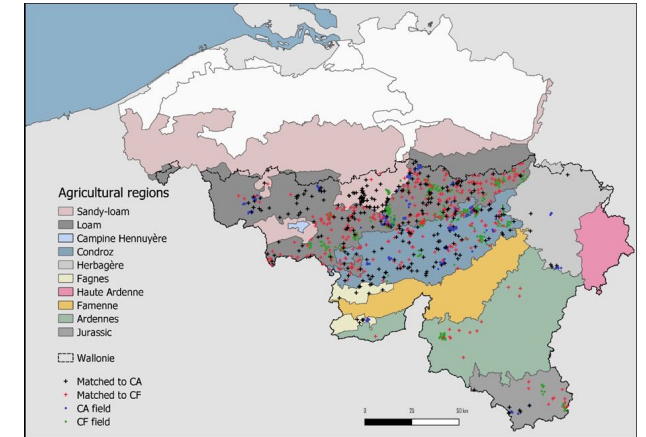 Agricultural regions
Sandy-loam
Loam
Campine Hennuyère
Condroz
Herbagère
Fagnes
Haute Ardenne
Famenne
Ardennes
Jurassic
Wallonie
Matched to CA
Matched to CF
CA field
CF field
0 25 50 km